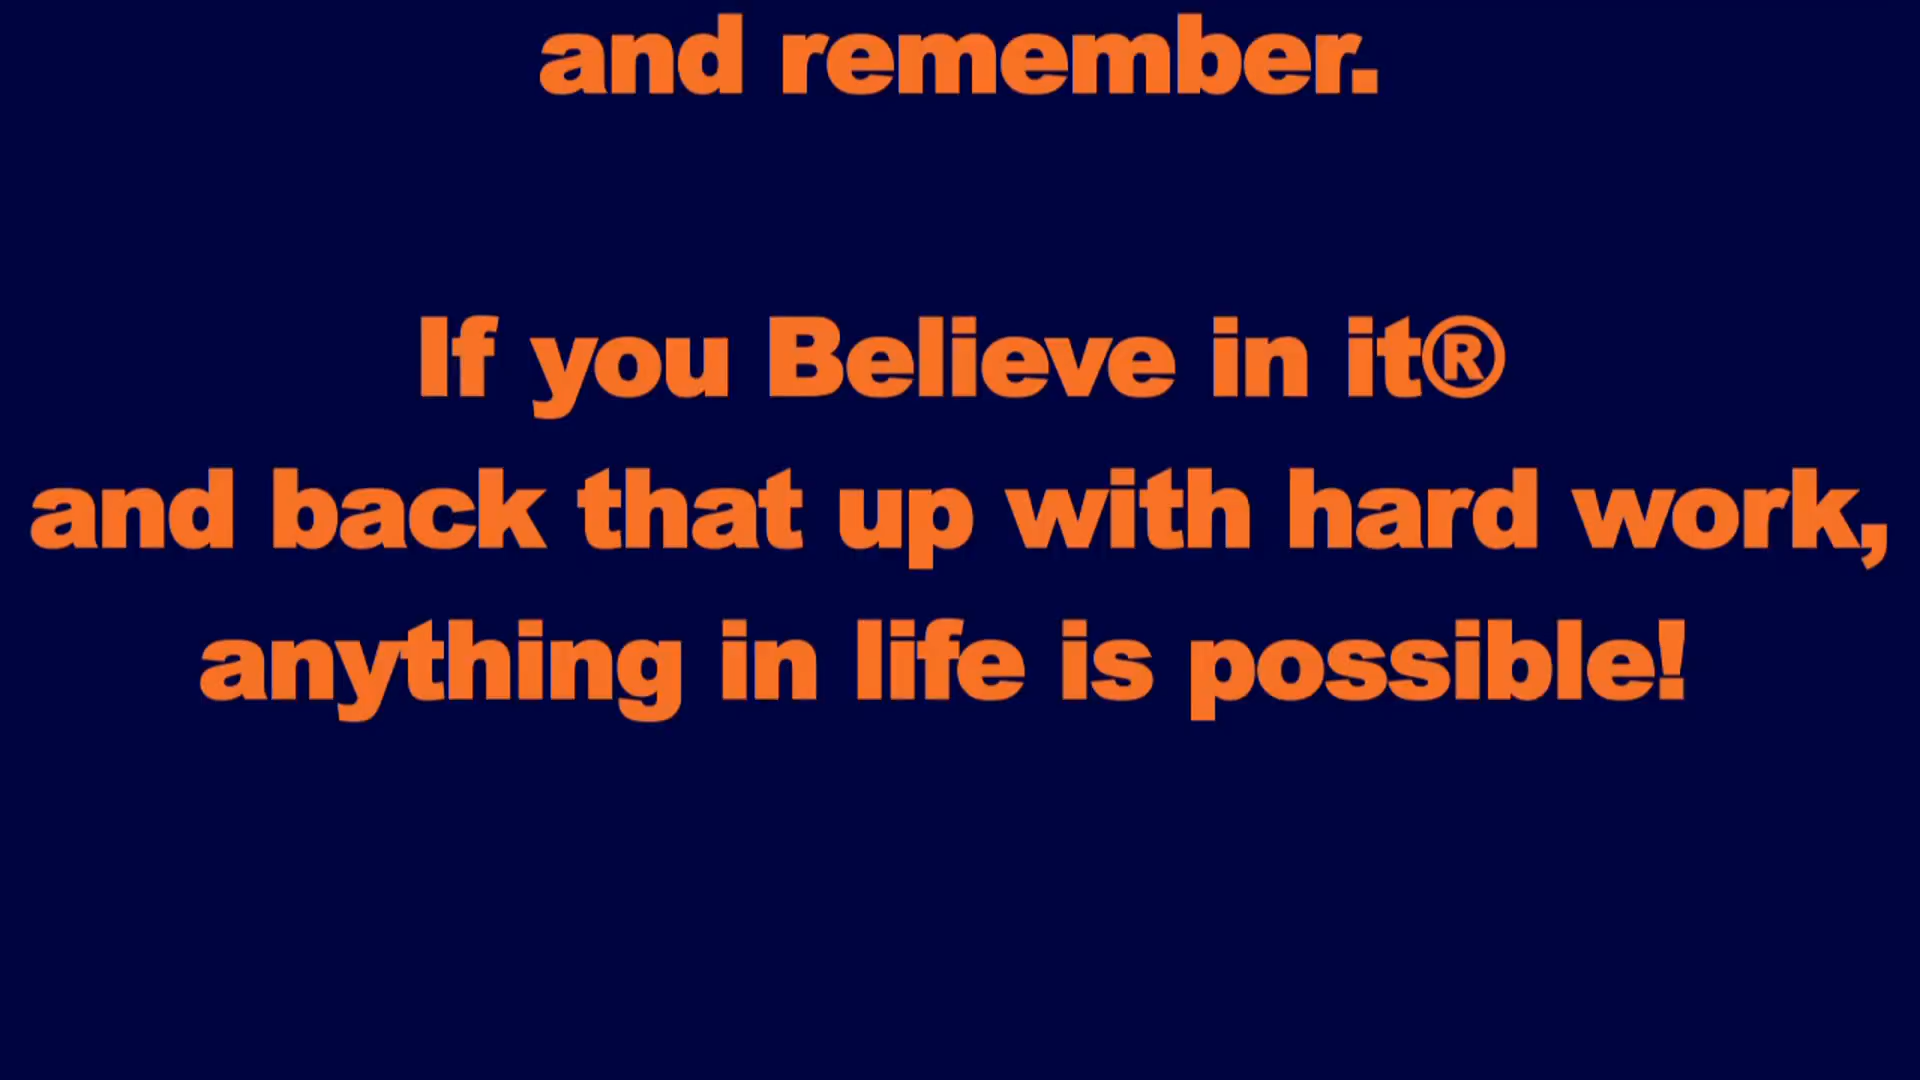 and remember.
If you Believe in it®
and back that up with hard work,
anything in life is possible!